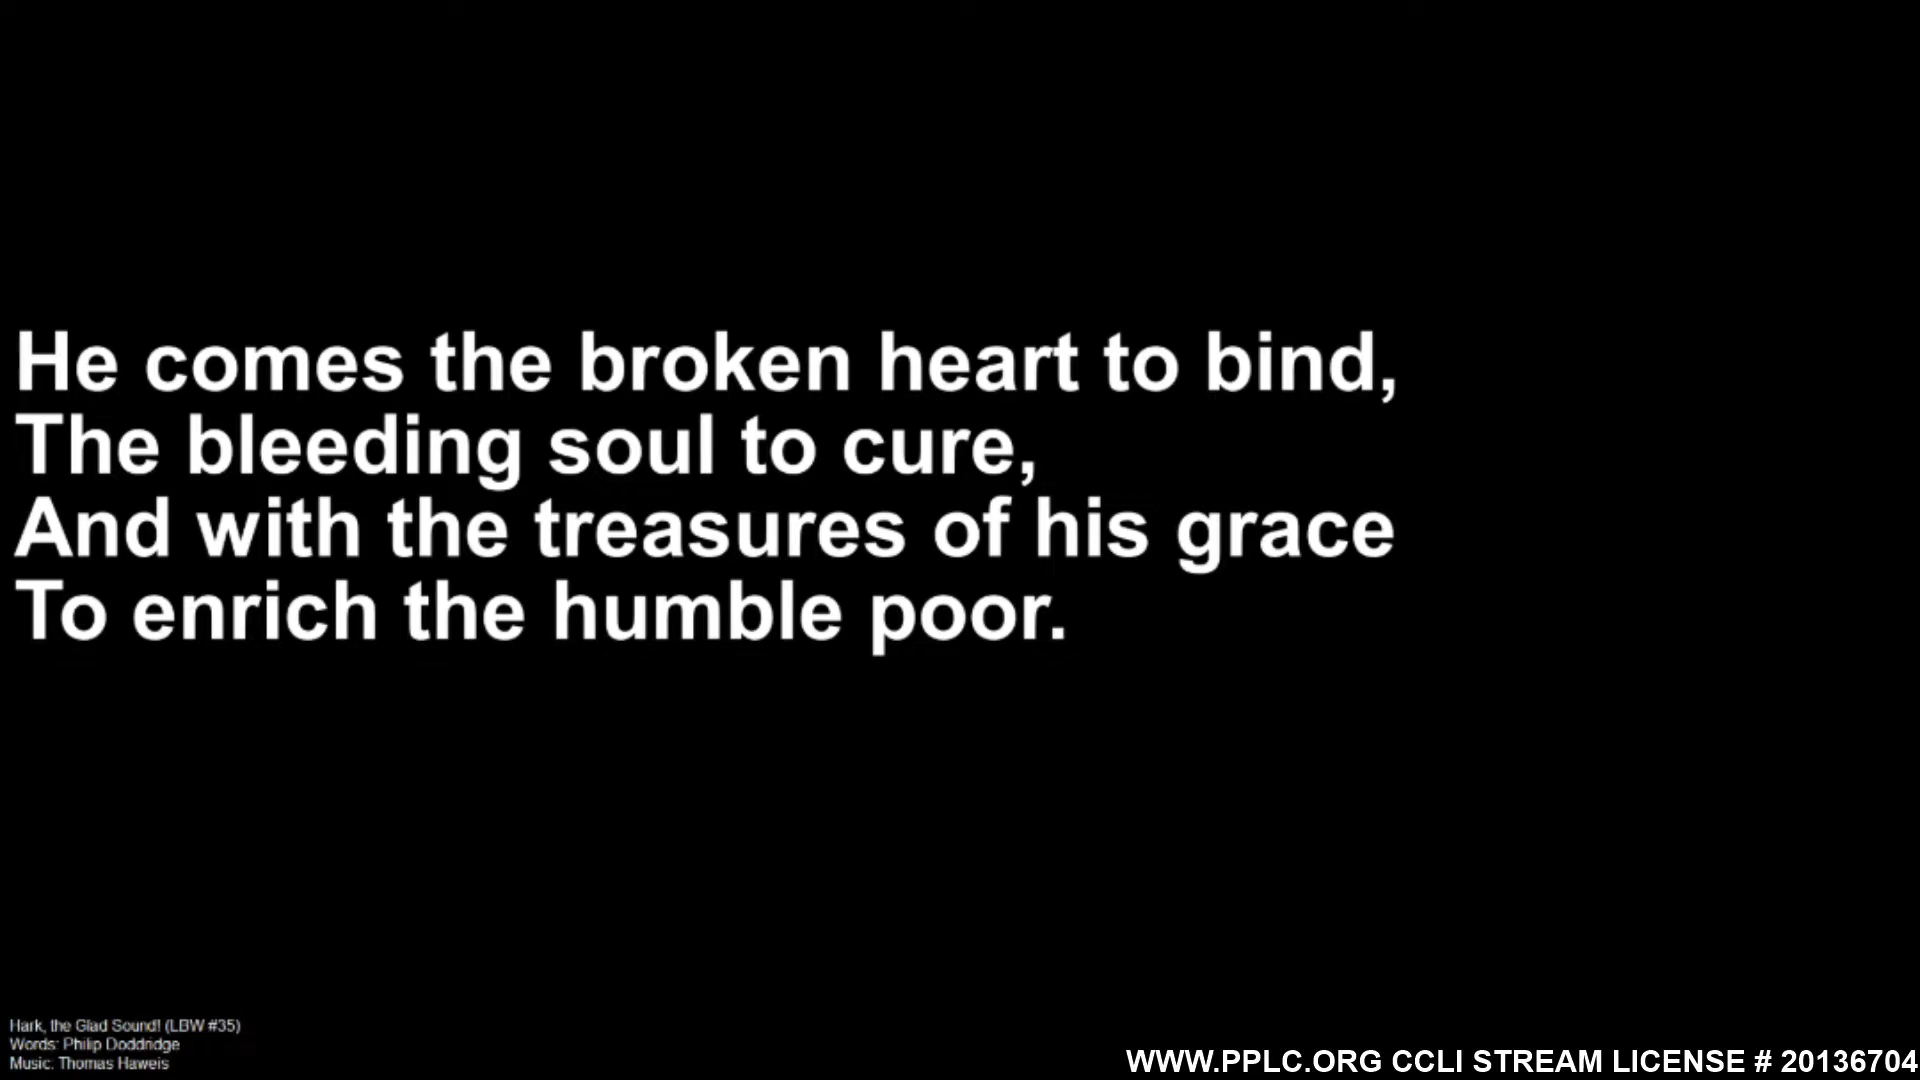 He comes the broken heart to bind,
The bleeding soul to cure,
And with the treasures of his grace
To enrich the humble poor.
Hark, the Glad Sound! (LBW #35)
Words: Philip Doddridge
Music: Thomas Haweis
WWW.PPLC.ORG CCLI STREAM LICENSE # 20136704